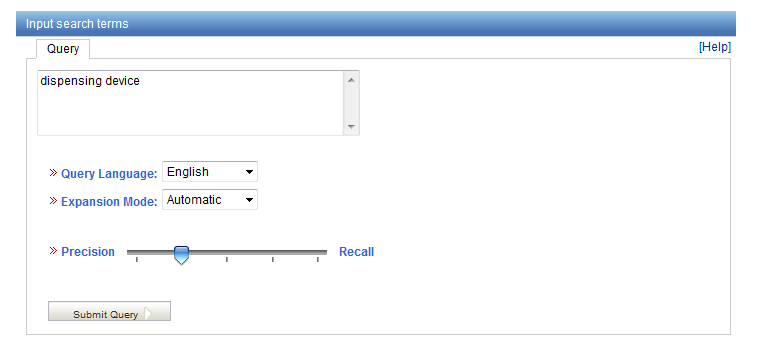 Input search terms
Query
[Help]
dispensing device
» Query Language: English
» Expansion Mode: Automatic
» Precision Recall
Submit Query